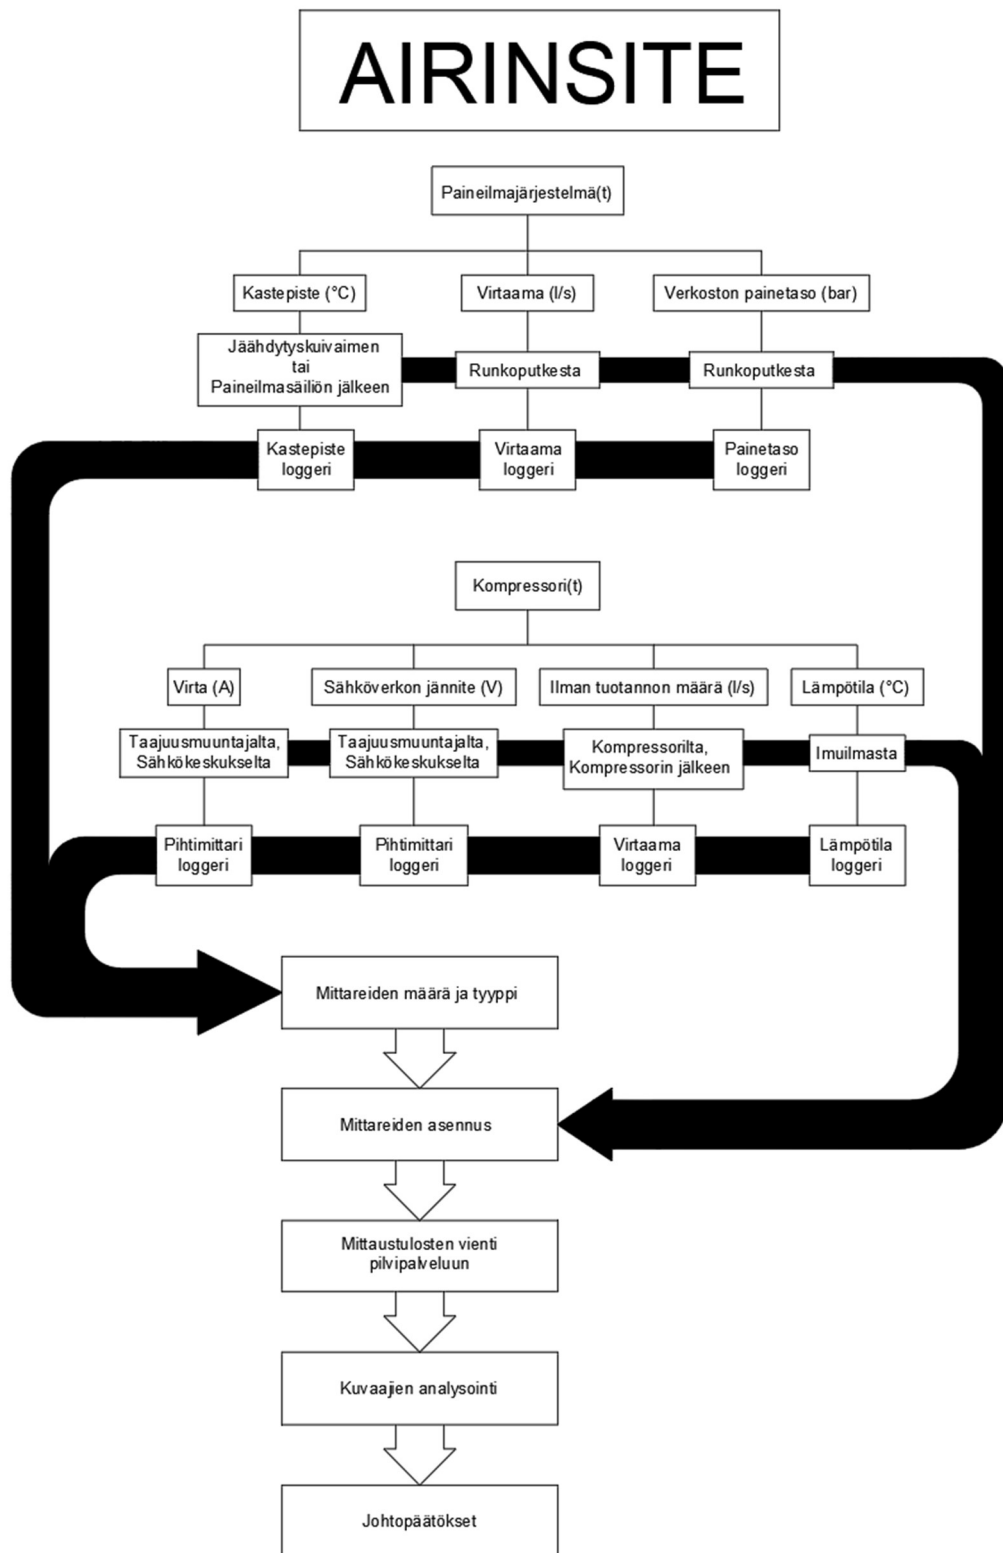 AIRINSITE
Paineilmajärjestelmä(t)
Kastepiste (°C)
Virtaama (l/s)
Verkoston painetaso (bar)
Jäähdytyskuivaimen
tai
Paineilmasäiliön jälkeen
Runkoputkesta
Runkoputkesta
Kastepiste
loggeri
Virtaama
loggeri
Painetaso
loggeri
Kompressori(t)
Virta (A)
Sähköverkon jännite (V)
Ilman tuotannon määrä (l/s)
Lämpötila (°C)
Taajuusmuuntajalta,
Sähkökeskukselta
Taajuusmuuntajalta,
Sähkökeskukselta
Kompressorilta,
Kompressorin jälkeen
Imuilmasta
Pihtimittari
loggeri
Pihtimittari
loggeri
Virtaama
loggeri
Lämpötila
loggeri
Mittareiden määrä ja tyyppi
Mittareiden asennus
Mittaustulosten vienti
pilvipalveluun
Kuvaajien analysointi
Johtopäätökset